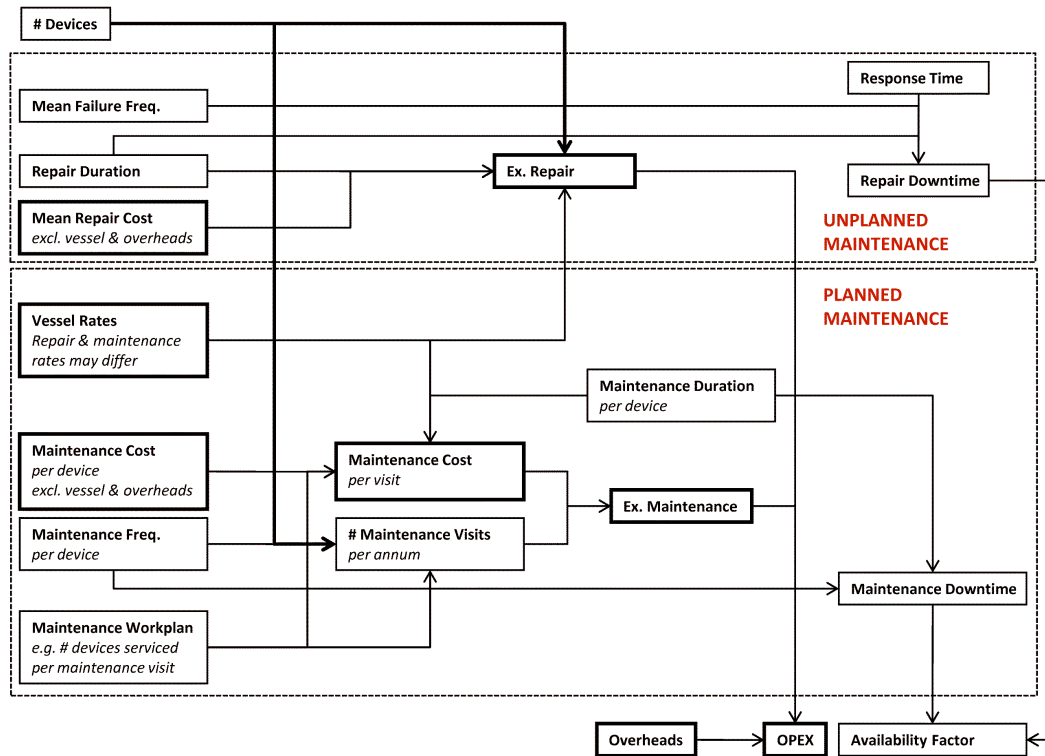 # Devices
Response Time
Mean Failure Freq.
Repair Duration
Ex. Repair
Repair Downtime
Mean Repair Cost
excl. vessel & overheads
UNPLANNED
MAINTENANCE
PLANNED
MAINTENANCE
Vessel Rates
Repair & maintenance
rates may differ
Maintenance Duration
per device
Maintenance Cost
per device
excl. vessel & overheads
Maintenance Cost
per visit
Ex. Maintenance
Maintenance Freq.
per device
# Maintenance Visits
per annum
Maintenance Downtime
Maintenance Workplan
e.g. # devices serviced
per maintenance visit
Overheads
OPEX
Availability Factor